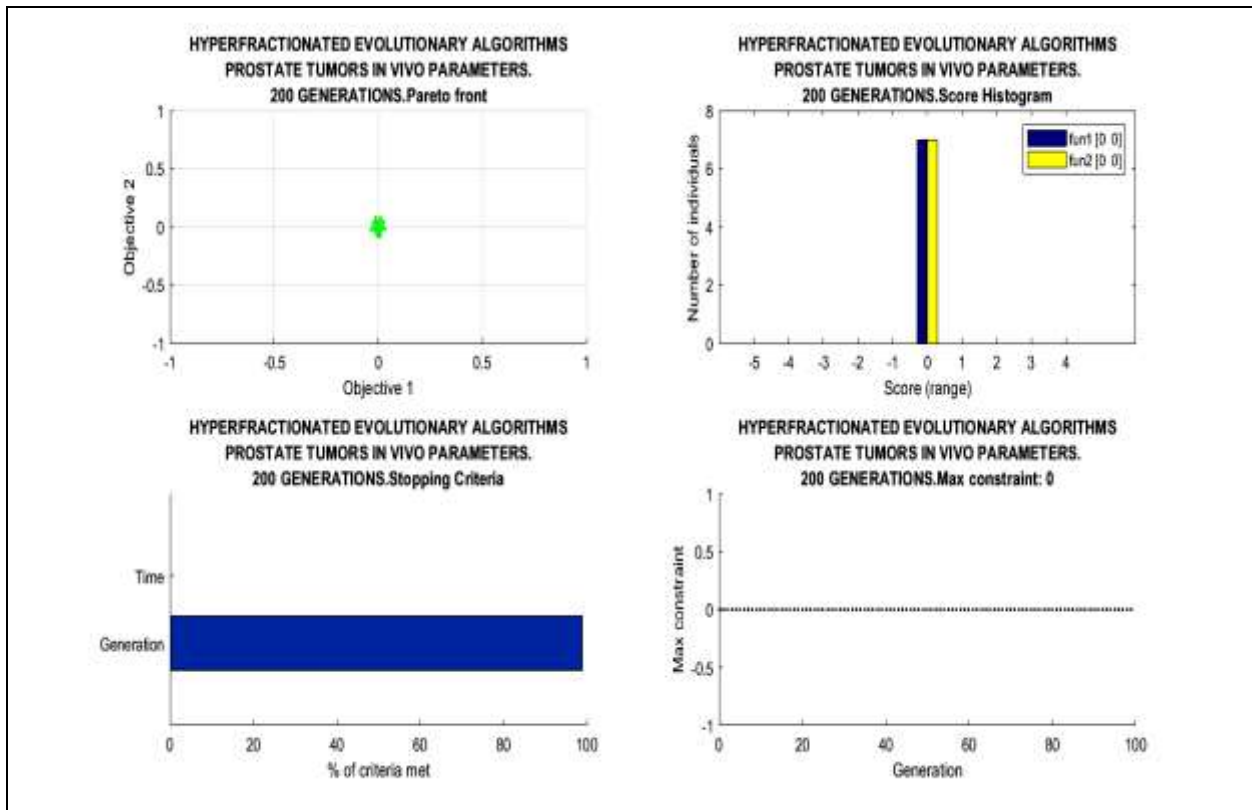 HYPERFRACTIONATED EVOLUTIONARY ALGORITHMS
PROSTATE TUMORS IN VIVO PARAMETERS.
200 GENERATIONS.Pareto front
1
0.5
0
-0.5
-1
Objective 2
-1
-0.5
0
0.5
1
Objective 1
HYPERFRACTIONATED EVOLUTIONARY ALGORITHMS
PROSTATE TUMORS IN VIVO PARAMETERS.
200 GENERATIONS.Score Histogram
8
6
4
2
0
Number of individuals
fun1 [0 0]
fun2 [0 0]
-5
-4
-3
-2
-1
0
1
2
3
4
Score (range)
HYPERFRACTIONATED EVOLUTIONARY ALGORITHMS
PROSTATE TUMORS IN VIVO PARAMETERS.
200 GENERATIONS.Stopping Criteria
Time
Generation
0
20
40
60
80
100
% of criteria met
HYPERFRACTIONATED EVOLUTIONARY ALGORITHMS
PROSTATE TUMORS IN VIVO PARAMETERS.
200 GENERATIONS.Max constraint: 0
1
0.5
0
-0.5
-1
Max constraint
0
20
40
60
80
100
Generation